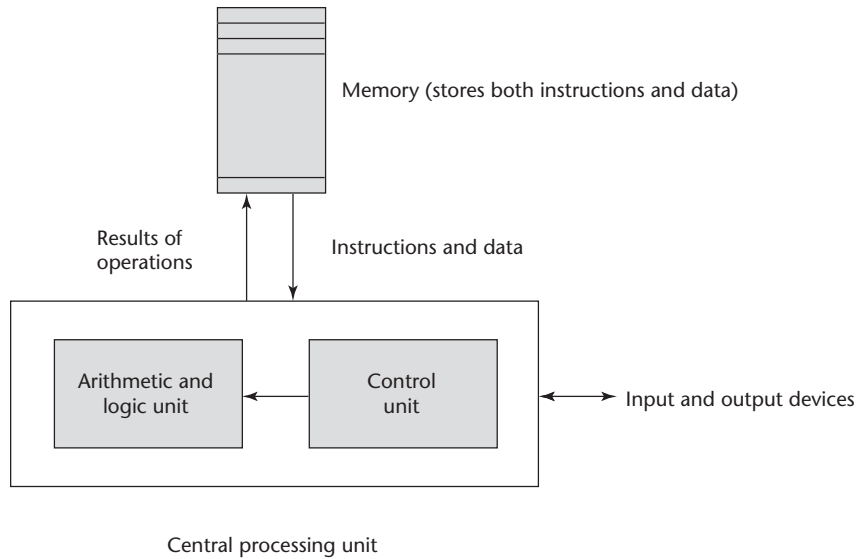 Memory (stores both instructions and data)
Results of
operations
Instructions and data
Arithmetic and
logic unit
Control
unit
Input and output devices
Central processing unit